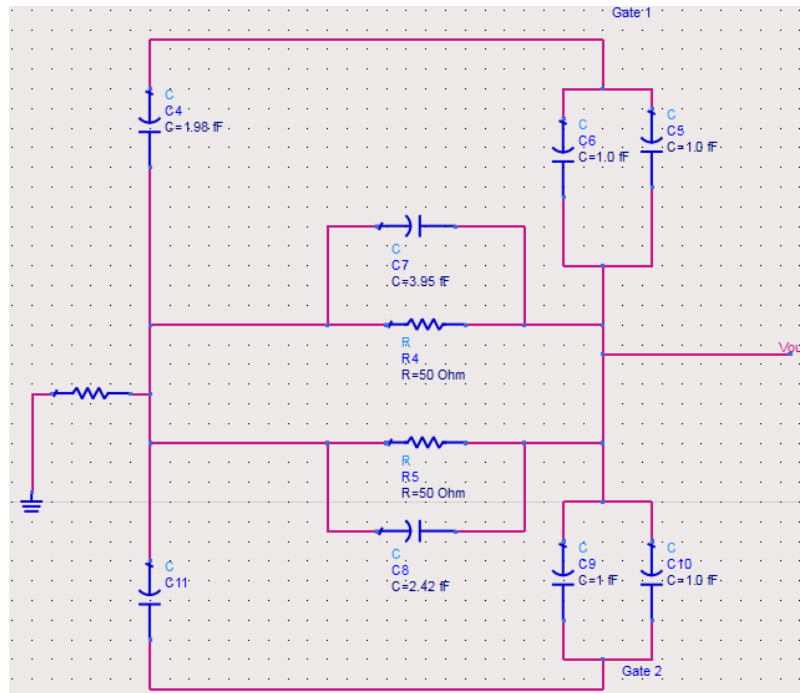 Gate 1
C
C4
C=1.98 fF
C
C6
C=1.0 fF
C
C5
C=1.0 fF
C
C7
C=3.95 fF
R
R4
R=50 Ohm
Vou
R
R5
R=50 Ohm
C
C8
C=2.42 fF
C
C11
C
C9
C=1 fF
C
C10
C=1.0 fF
Gate 2